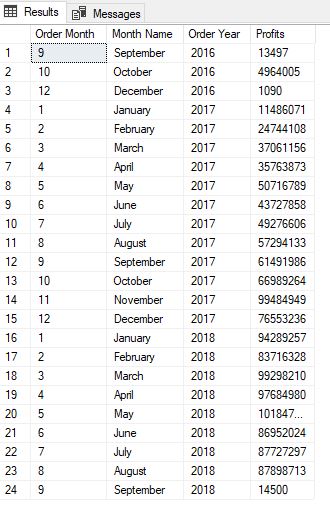 Results Messages
Order Month Month Name Order Year Profits
1 9 September 2016 13497
2 10 October 2016 4964005
3 12 December 2016 1090
4 1 January 2017 11486071
5 2 February 2017 24744108
6 3 March 2017 37061156
7 4 April 2017 35763873
8 5 May 2017 50716789
9 6 June 2017 43727858
10 7 July 2017 49276606
11 8 August 2017 57294133
12 9 September 2017 61491986
13 10 October 2017 66989264
14 11 November 2017 99484949
15 12 December 2017 76553236
16 1 January 2018 94289257
17 2 February 2018 83716328
18 3 March 2018 99298210
19 4 April 2018 97684980
20 5 May 2018 101847...
21 6 June 2018 86952024
22 7 July 2018 87727297
23 8 August 2018 87898713
24 9 September 2018 14500